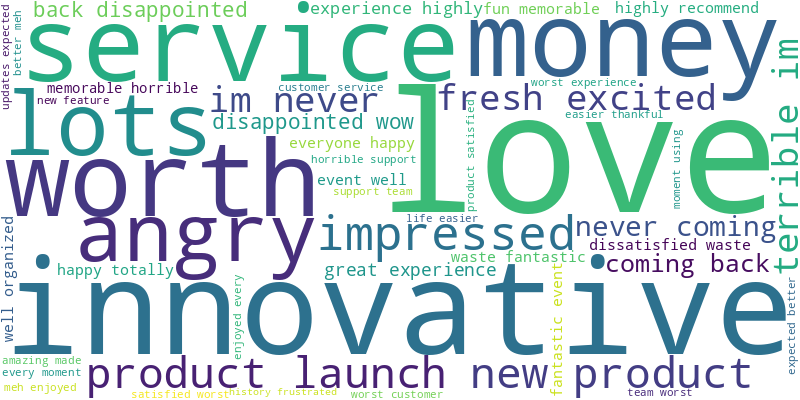 back disappointed
experience highly
fun memorable
highly recommend
updates expected
better meh
service
money
memorable horrible
customer service
worst experience
new feature
im never
fresh excited
lots
disappointed wow
love
easier thankful
terrible im
everyone happy
product satisfied
moment using
worth
horrible support
event well
support team
angry
life easier
impressed
never coming
dissatisfied waste
well organized
waste fantastic
coming back
happy totally
great experience
innovative
enjoyed every
fantastic event
expected better
amazing made
every moment
product launch
new product
meh enjoyed
satisfied worst
history frustrated
worst customer
team worst